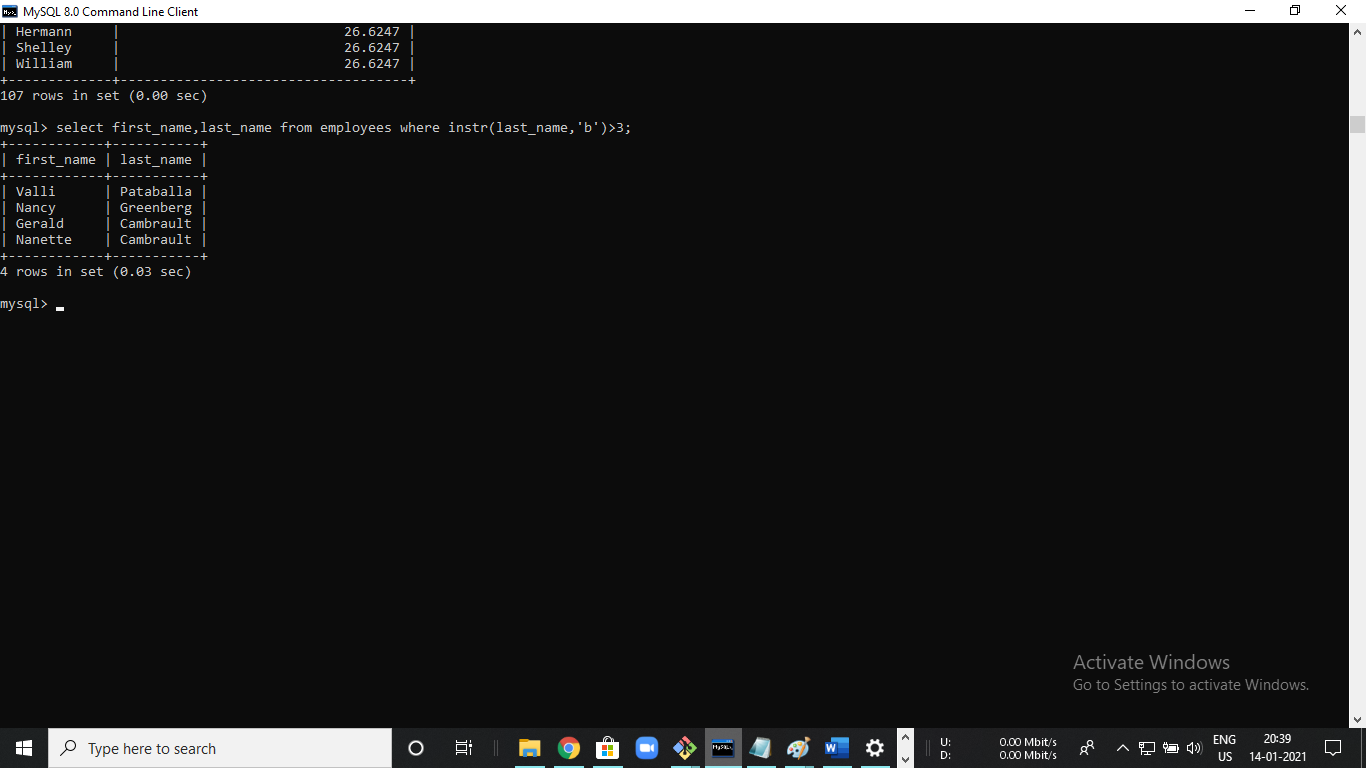 MySQL 8.0 Command Line Client
| Hermann     |                            26.6247 |
| Shelley     |                            26.6247 |
| William     |                            26.6247 |
+-------------+------------------------------------+
107 rows in set (0.00 sec)
mysql> select first_name,last_name from employees where instr(last_name,'b')>3;
+------------+-----------+
| first_name | last_name |
+------------+-----------+
| Valli      | Pataballa |
| Nancy      | Greenberg |
| Gerald     | Cambrault |
| Nanette    | Cambrault |
+------------+-----------+
4 rows in set (0.03 sec)
mysql> _
Activate Windows
Go to Settings to activate Windows.
Type here to search
U: 0.00 Mbit/s
D: 0.00 Mbit/s
ENG
US
20:39
14-01-2021